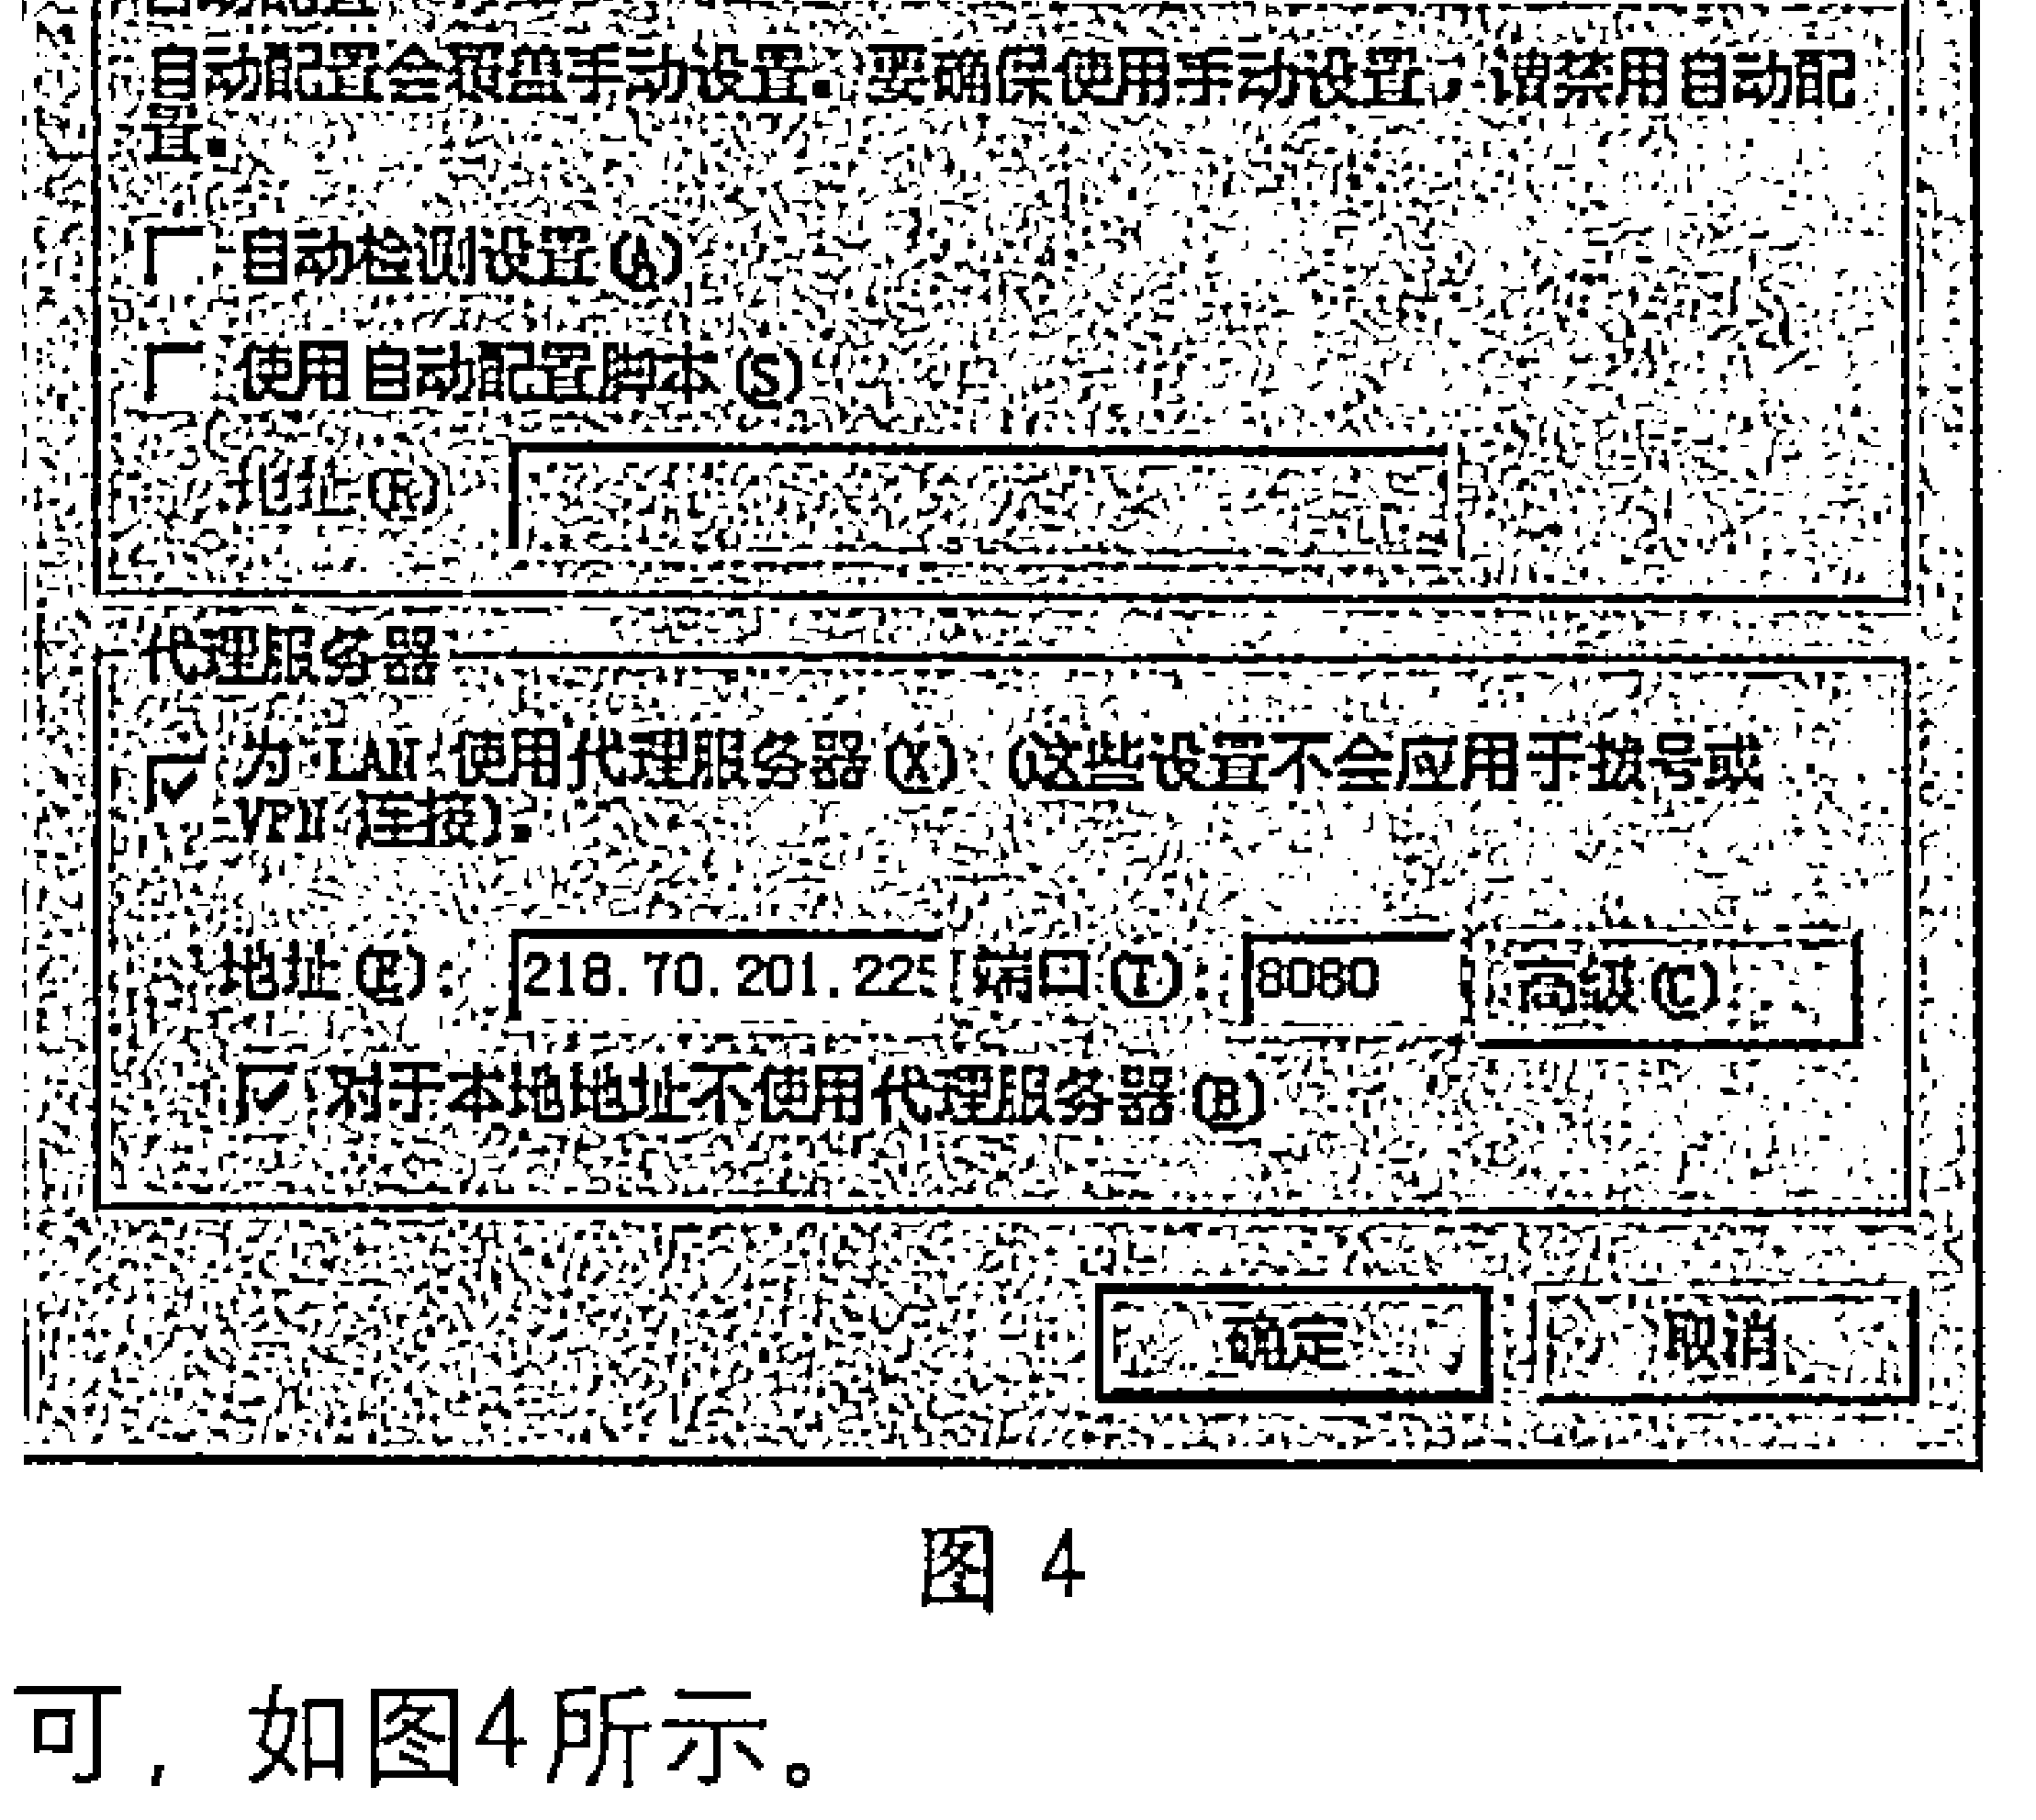 自动配置
自动配置会覆盖手动设置。要确保使用手动设置，请禁用自动配
置。
自动检测设置(A)
使用自动配置脚本(S)
地址(R)
代理服务器
为 LAN 使用代理服务器(X) (这些设置不会应用于拨号或
VPN 连接)。
地址(E): 218.70.201.225 端口(T): 8080 高级(C)
对于本地地址不使用代理服务器(B)
确定 取消
图 4
可，如图4所示。